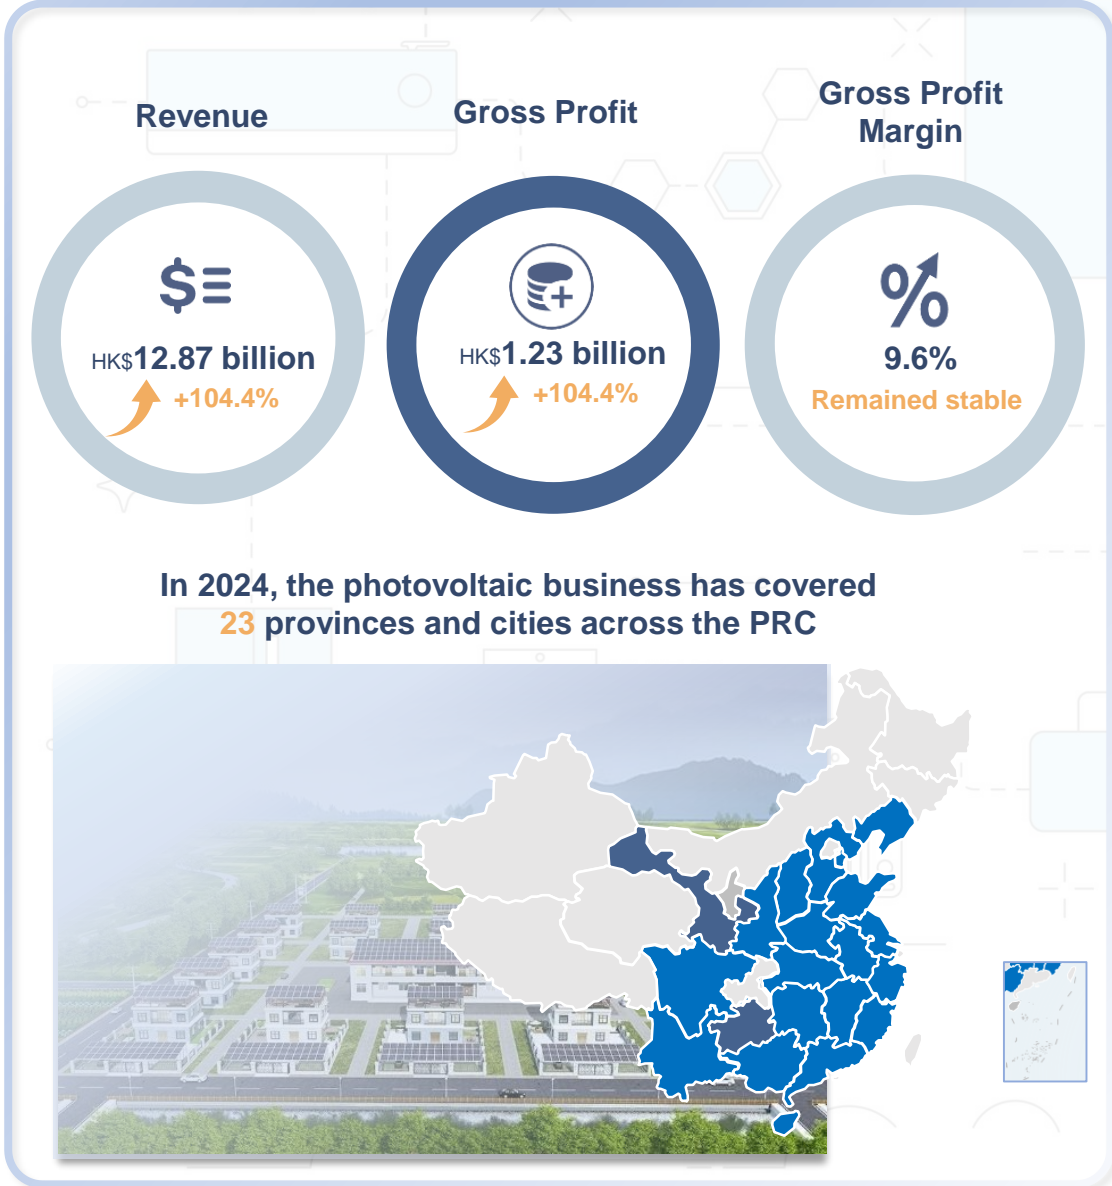 Revenue
Gross Profit
Gross Profit
Margin
HK$12.87 billion
+104.4%
HK$1.23 billion
+104.4%
9.6%
Remained stable
In 2024, the photovoltaic business has covered
23 provinces and cities across the PRC